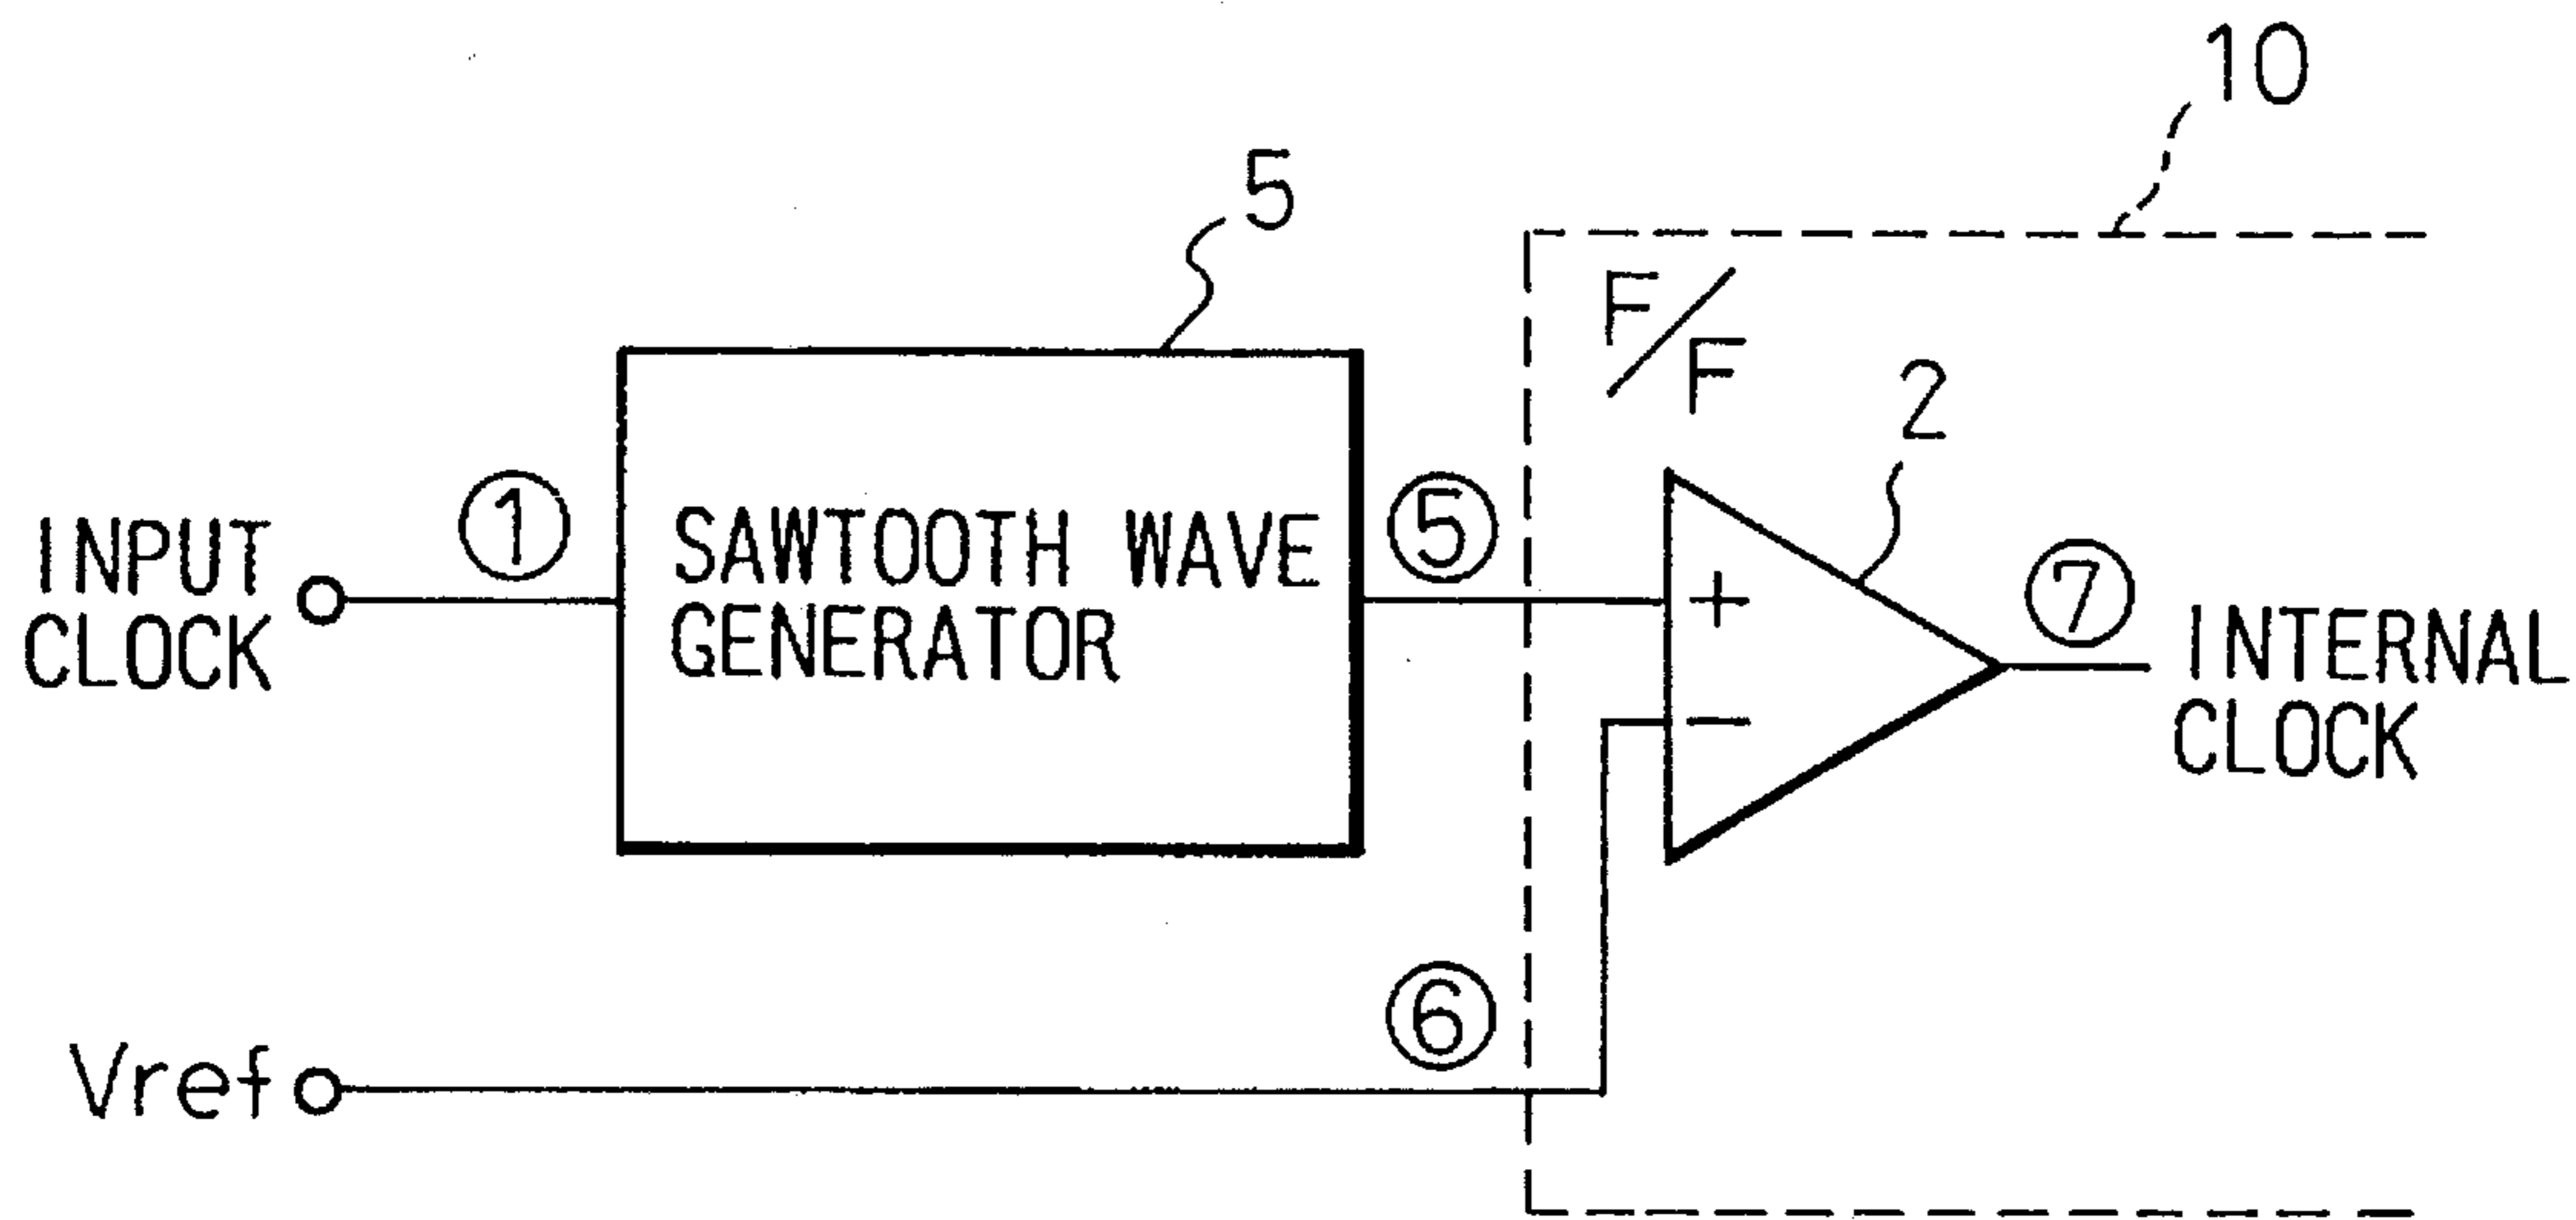 10
5
F/F
2
INPUT
CLOCK
①
SAWTOOTH WAVE
GENERATOR
⑤
+
−
⑦
INTERNAL
CLOCK
⑥
Vref